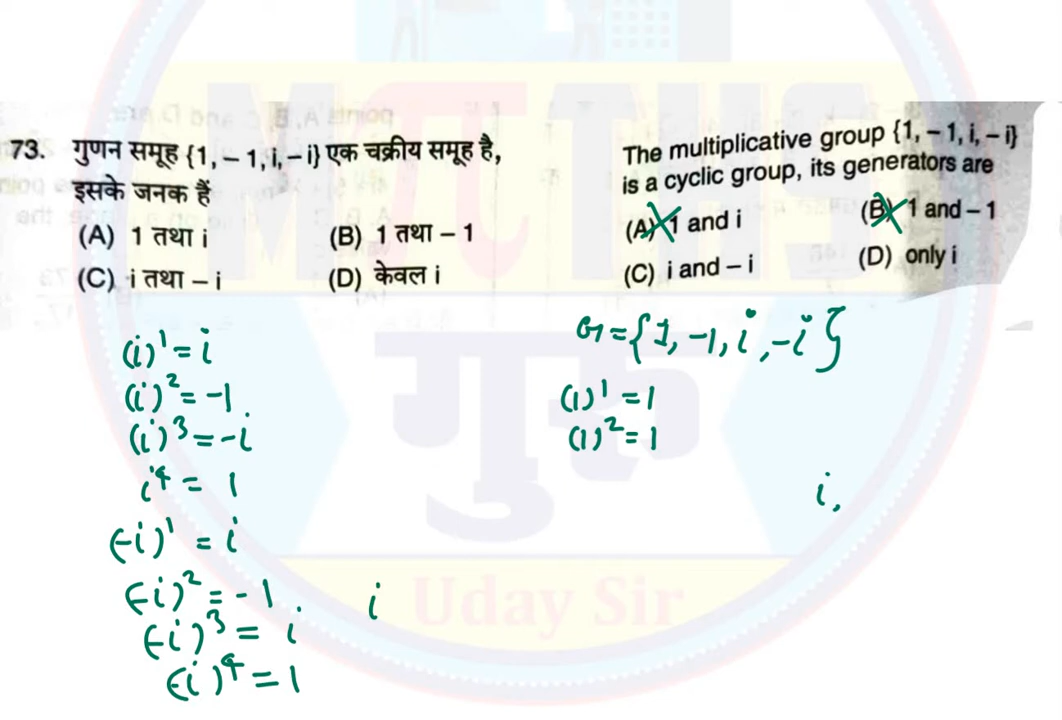 73. गुणन समूह {1, – 1, i, – i} एक चक्रीय समूह है,
इसके जनक हैं
(A) 1 तथा i (B) 1 तथा – 1
(C) i तथा – i (D) केवल i
The multiplicative group {1, – 1, i, – i}
is a cyclic group, its generators are
(A) 1 and i (B) 1 and – 1
(C) i and – i (D) only i
G={1, -1, i, -i}
(1)¹ = 1
(1)² = 1
i,
(i)¹ = i
(i)² = -1
(i)³ = -i
i⁴ = 1
(-i)¹ = i
(-i)² = -1. i
(-i)³ = i
(-i)⁴ = 1
MATHS
गुरु
Uday Sir